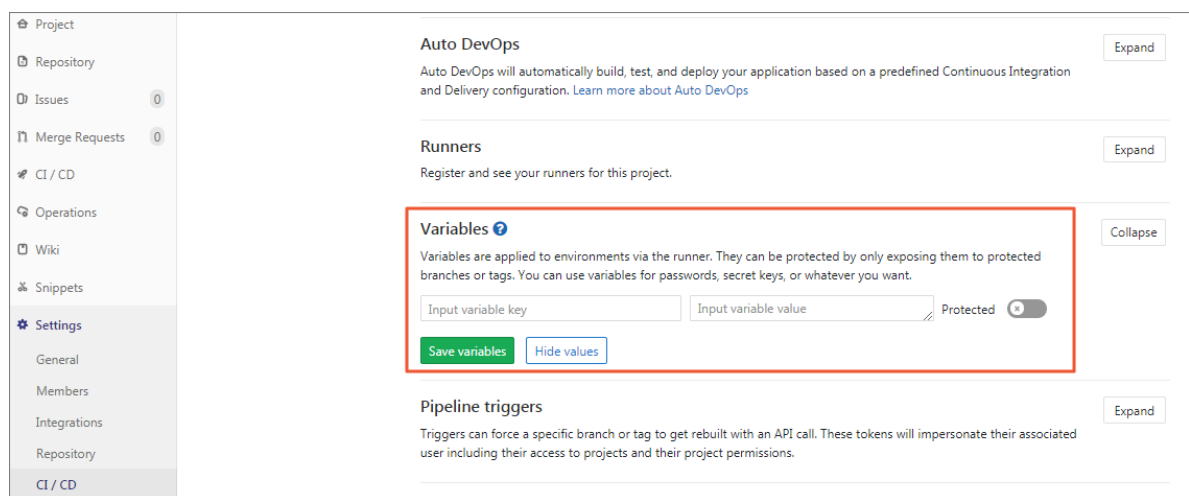 Project
Repository
Issues 0
Merge Requests 0
CI / CD
Operations
Wiki
Snippets
Settings
General
Members
Integrations
Repository
CI / CD
Auto DevOps
Expand
Auto DevOps will automatically build, test, and deploy your application based on a predefined Continuous Integration
and Delivery configuration. Learn more about Auto DevOps
Runners
Expand
Register and see your runners for this project.
Variables ?
Collapse
Variables are applied to environments via the runner. They can be protected by only exposing them to protected
branches or tags. You can use variables for passwords, secret keys, or whatever you want.
Input variable key Input variable value Protected
Save variables Hide values
Pipeline triggers
Expand
Triggers can force a specific branch or tag to get rebuilt with an API call. These tokens will impersonate their associated
user including their access to projects and their project permissions.